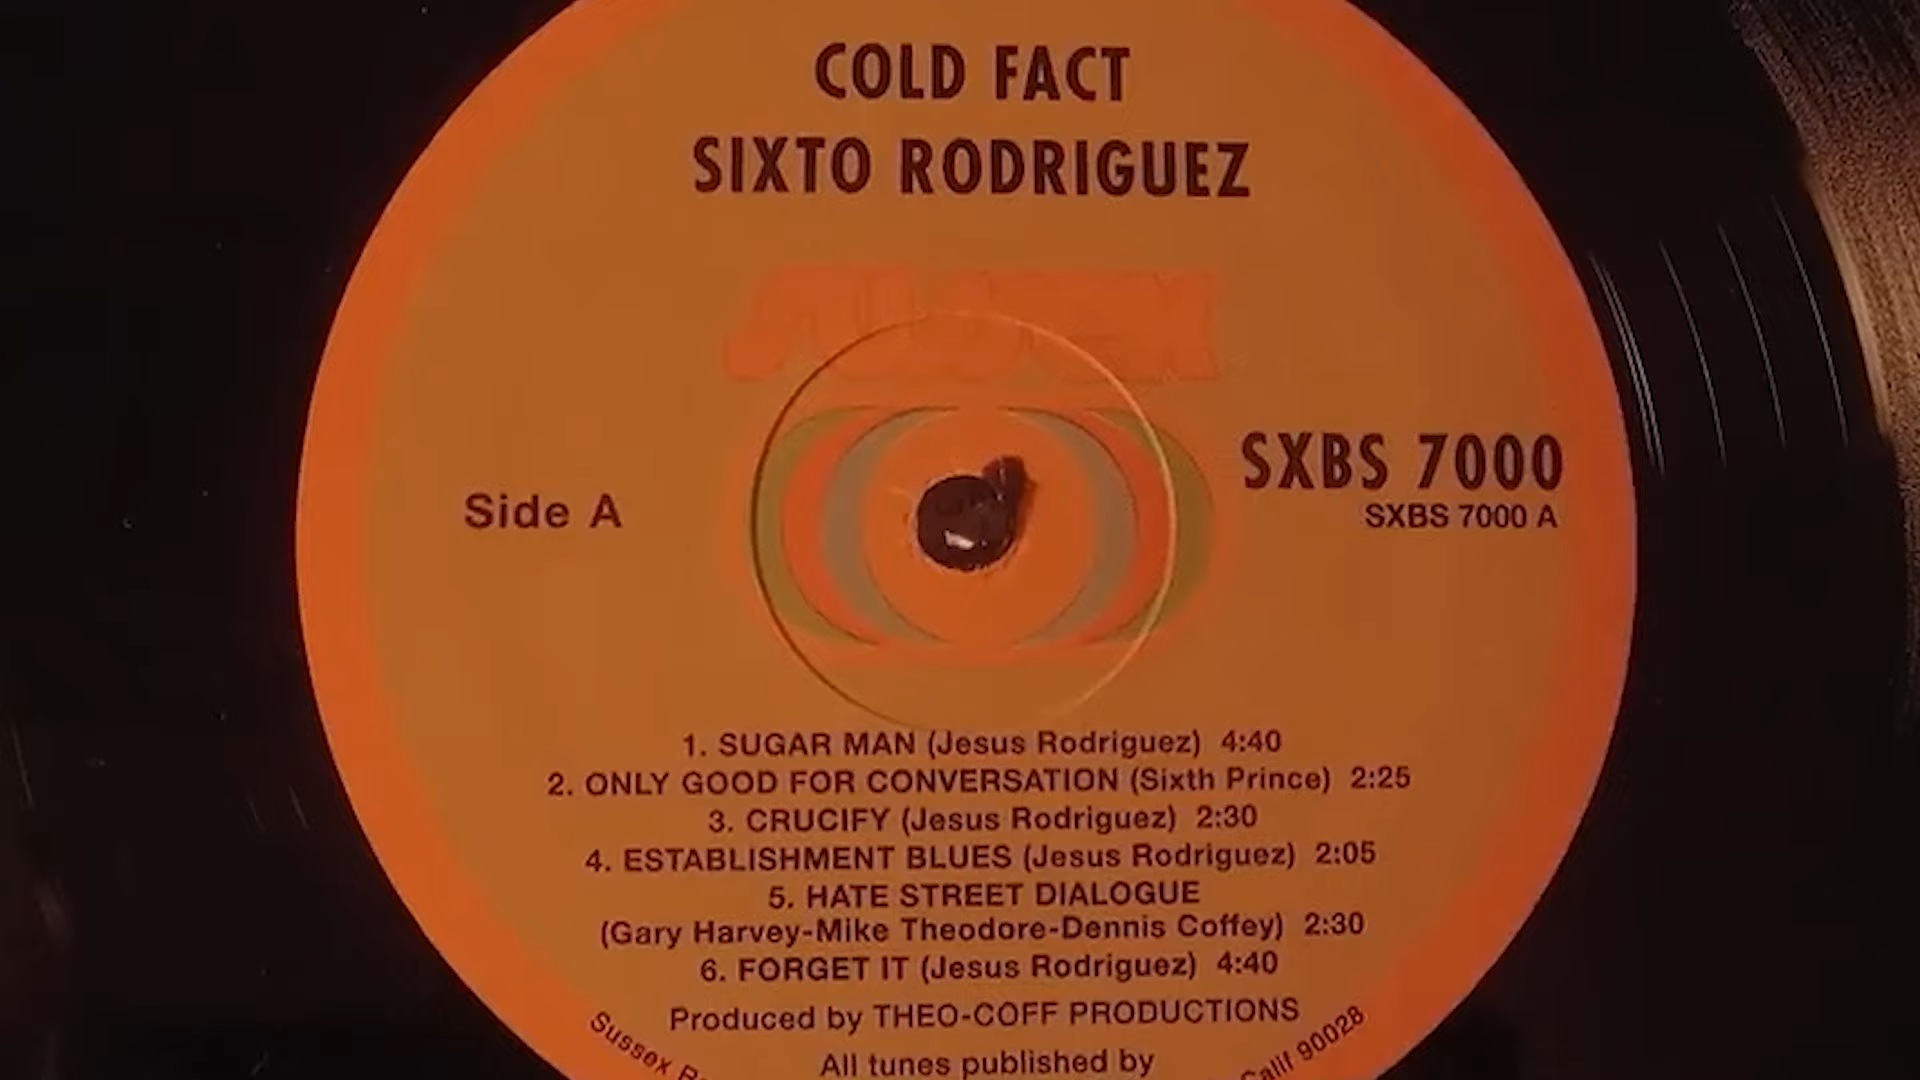 COLD FACT
SIXTO RODRIGUEZ
SUSSEX
Side A
SXBS 7000
SXBS 7000 A
1. SUGAR MAN (Jesus Rodriguez) 4:40
2. ONLY GOOD FOR CONVERSATION (Sixth Prince) 2:25
3. CRUCIFY (Jesus Rodriguez) 2:30
4. ESTABLISHMENT BLUES (Jesus Rodriguez) 2:05
5. HATE STREET DIALOGUE
(Gary Harvey-Mike Theodore-Dennis Coffey) 2:30
6. FORGET IT (Jesus Rodriguez) 4:40
Produced by THEO-COFF PRODUCTIONS
All tunes published by
Sussex
Calif 90028